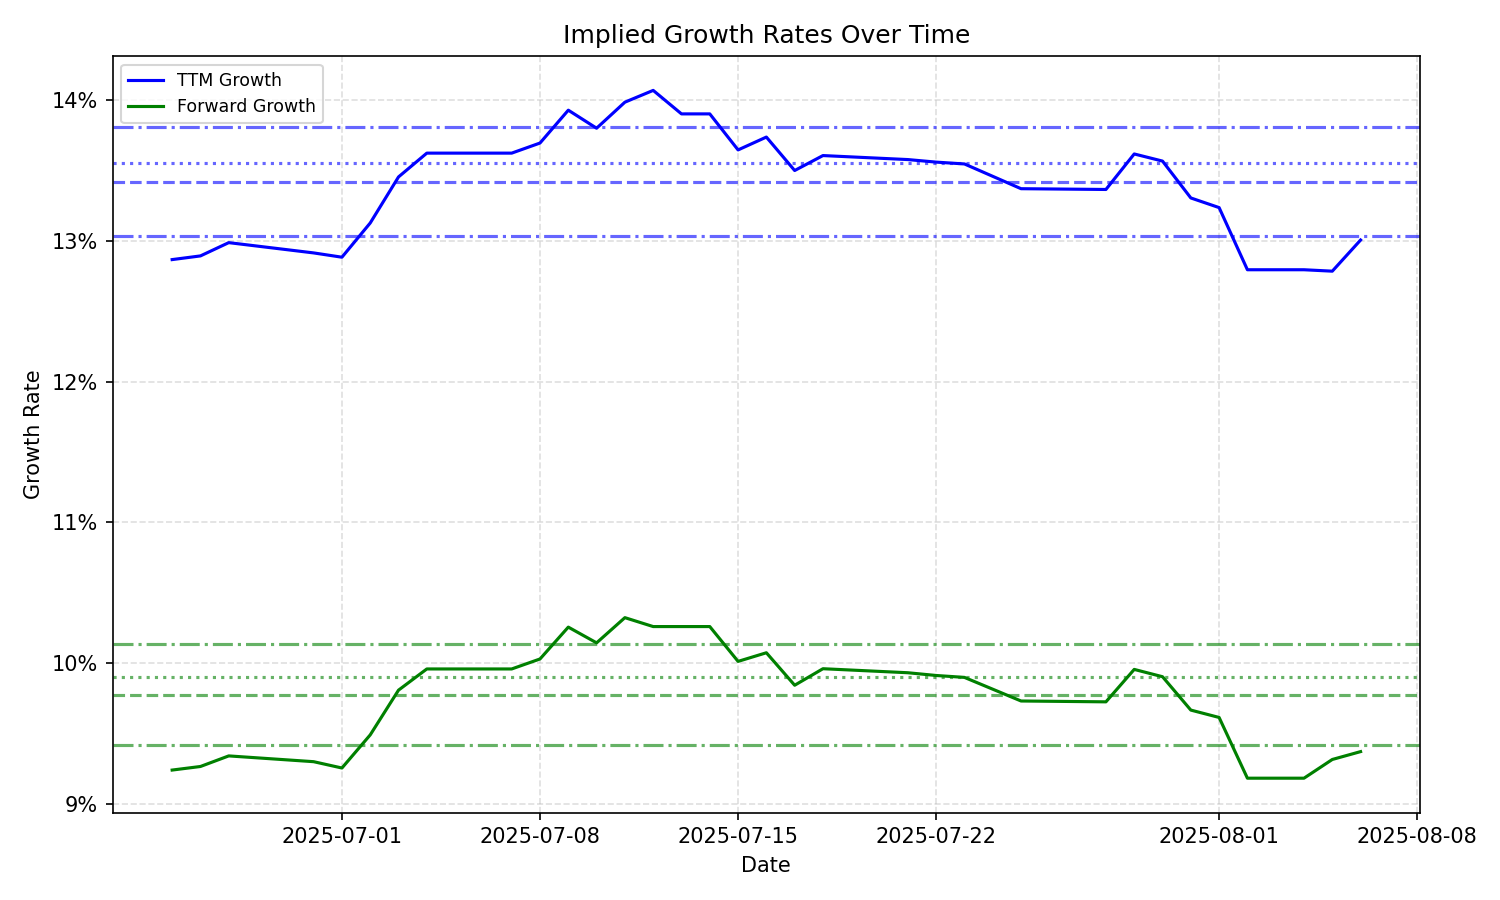 Implied Growth Rates Over Time
TTM Growth
Forward Growth
14%
13%
12%
11%
10%
9%
Growth Rate
2025-07-01
2025-07-08
2025-07-15
2025-07-22
2025-08-01
2025-08-08
Date